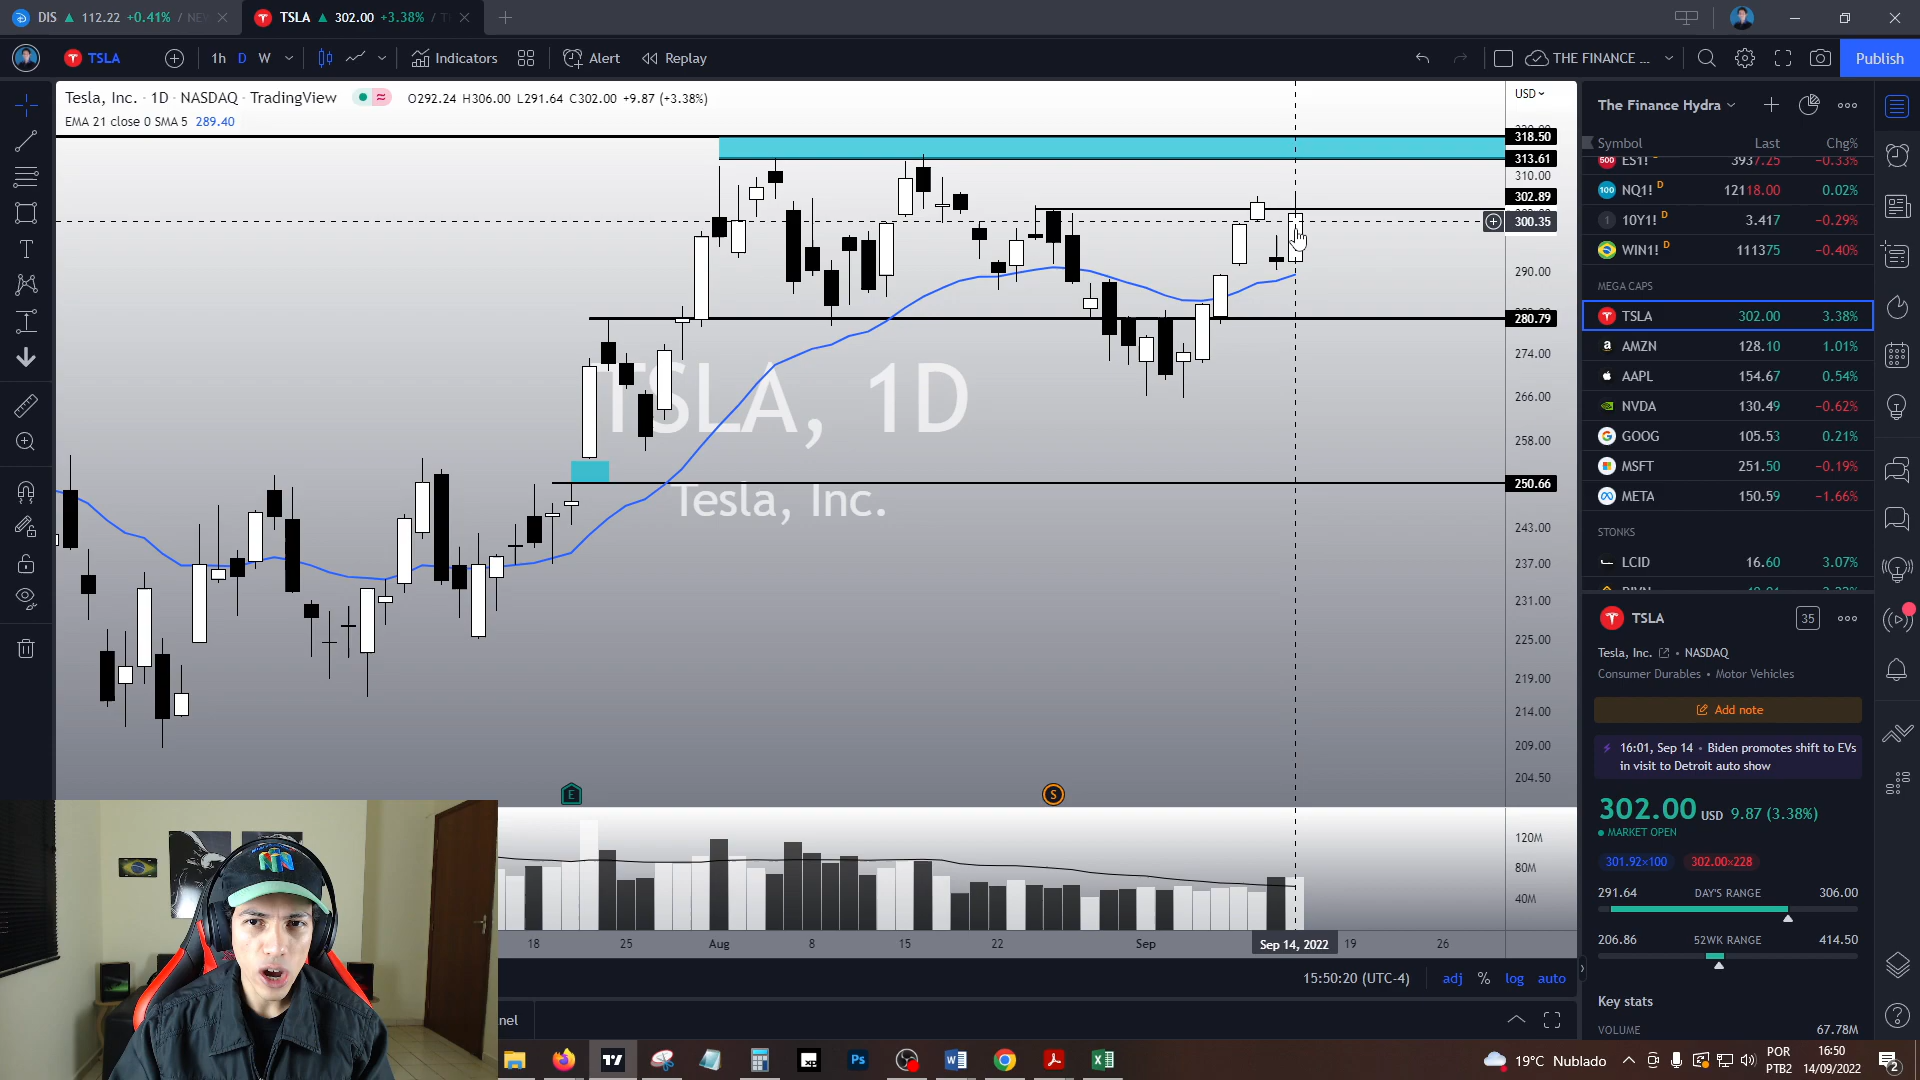 DIS 112.22 +0.41% / NE
TSLA 302.00 +3.38% / T
TSLA 1h D W Indicators Alert Replay THE FINANCE ... Publish
Tesla, Inc. · 1D · NASDAQ · TradingView O292.24 H306.00 L291.64 C302.00 +9.87 (+3.38%)
EMA 21 close 0 SMA 5 289.40
USD
318.50
313.61
310.00
302.89
300.35
290.00
280.79
274.00
266.00
258.00
250.66
243.00
237.00
231.00
225.00
219.00
214.00
209.00
204.50
TSLA, 1D
Tesla, Inc.
E
S
120M
80M
40M
18 25 Aug 8 15 22 Sep Sep 14, 2022 19 26
15:50:20 (UTC-4) adj % log auto
nel
The Finance Hydra
Symbol Last Chg%
500 ES1! 3937.25 −0.33%
100 NQ1! D 12118.00 0.02%
1 10Y1! D 3.417 −0.29%
WIN1! D 111375 −0.40%
MEGA CAPS
TSLA 302.00 3.38%
AMZN 128.10 1.01%
AAPL 154.67 0.54%
NVDA 130.49 −0.62%
GOOG 105.53 0.21%
MSFT 251.50 −0.19%
META 150.59 −1.66%
STONKS
LCID 16.60 3.07%
TSLA 35
Tesla, Inc. • NASDAQ
Consumer Durables • Motor Vehicles
Add note
16:01, Sep 14 • Biden promotes shift to EVs
in visit to Detroit auto show
302.00 USD 9.87 (3.38%)
MARKET OPEN
301.92×100 302.00×228
291.64 DAY'S RANGE 306.00
206.86 52WK RANGE 414.50
Key stats
VOLUME 67.78M
Ps
19°C Nublado
POR
PTB2
16:50
14/09/2022
2